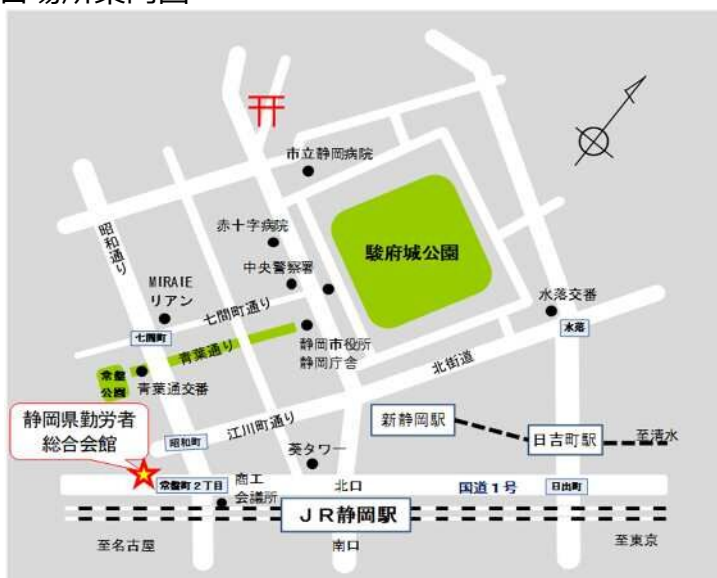 市立静岡病院
昭和通り
赤十字病院
駿府城公園
中央警察署
MIRAIE
リアン
七間町通り
水落交番
七間町
青葉通り
静岡市役所
静岡庁舎
水落
北街道
常盤
公園
青葉通交番
静岡県勤労者
総合会館
昭和町
江川町通り
新静岡駅
日吉町駅
至清水
葵タワー
常盤町2丁目
商工
会議所
北口
国道1号
日出町
JR静岡駅
至名古屋
南口
至東京